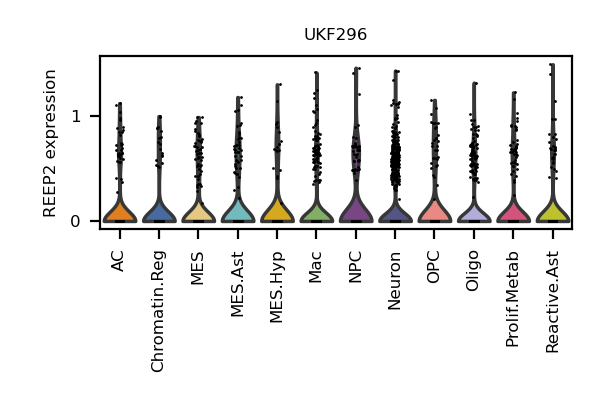 UKF296
REEP2 expression
1
0
AC
Chromatin.Reg
MES
MES.Ast
MES.Hyp
Mac
NPC
Neuron
OPC
Oligo
Prolif.Metab
Reactive.Ast